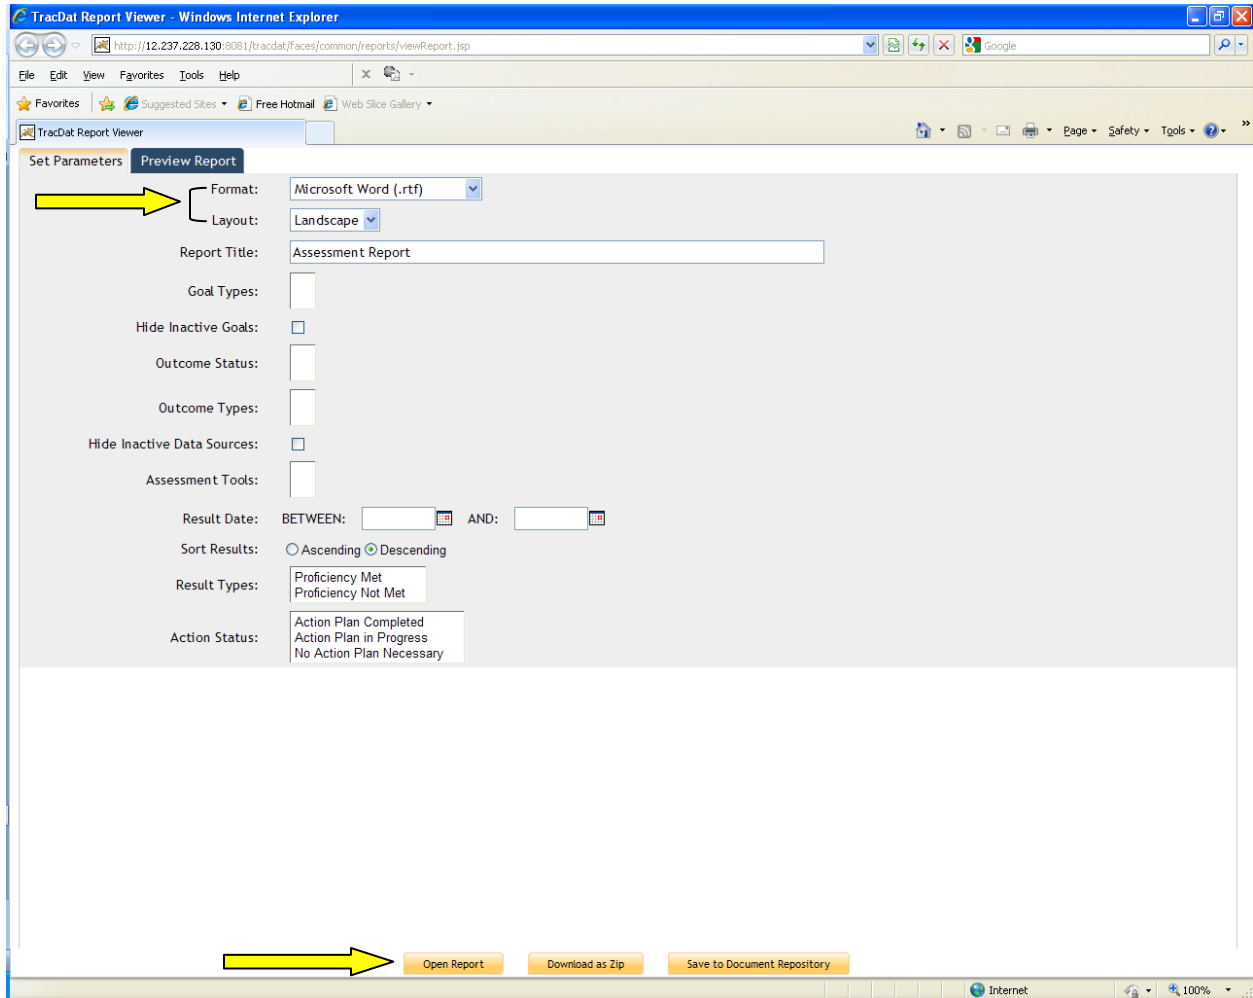 TracDat Report Viewer - Windows Internet Explorer
http://12.237.228.130:8081/tracdat/faces/common/reports/viewReport.jsp
Google
File Edit View Favorites Tools Help
x
Favorites Suggested Sites Free Hotmail Web Slice Gallery
TracDat Report Viewer
Page Safety Tools »
Set Parameters Preview Report
Format: Microsoft Word (.rtf)
Layout: Landscape
Report Title: Assessment Report
Goal Types:
Hide Inactive Goals:
Outcome Status:
Outcome Types:
Hide Inactive Data Sources:
Assessment Tools:
Result Date: BETWEEN: AND:
Sort Results: Ascending Descending
Result Types: Proficiency Met
Proficiency Not Met
Action Plan Completed
Action Status: Action Plan in Progress
No Action Plan Necessary
Open Report Download as Zip Save to Document Repository
Internet 100%